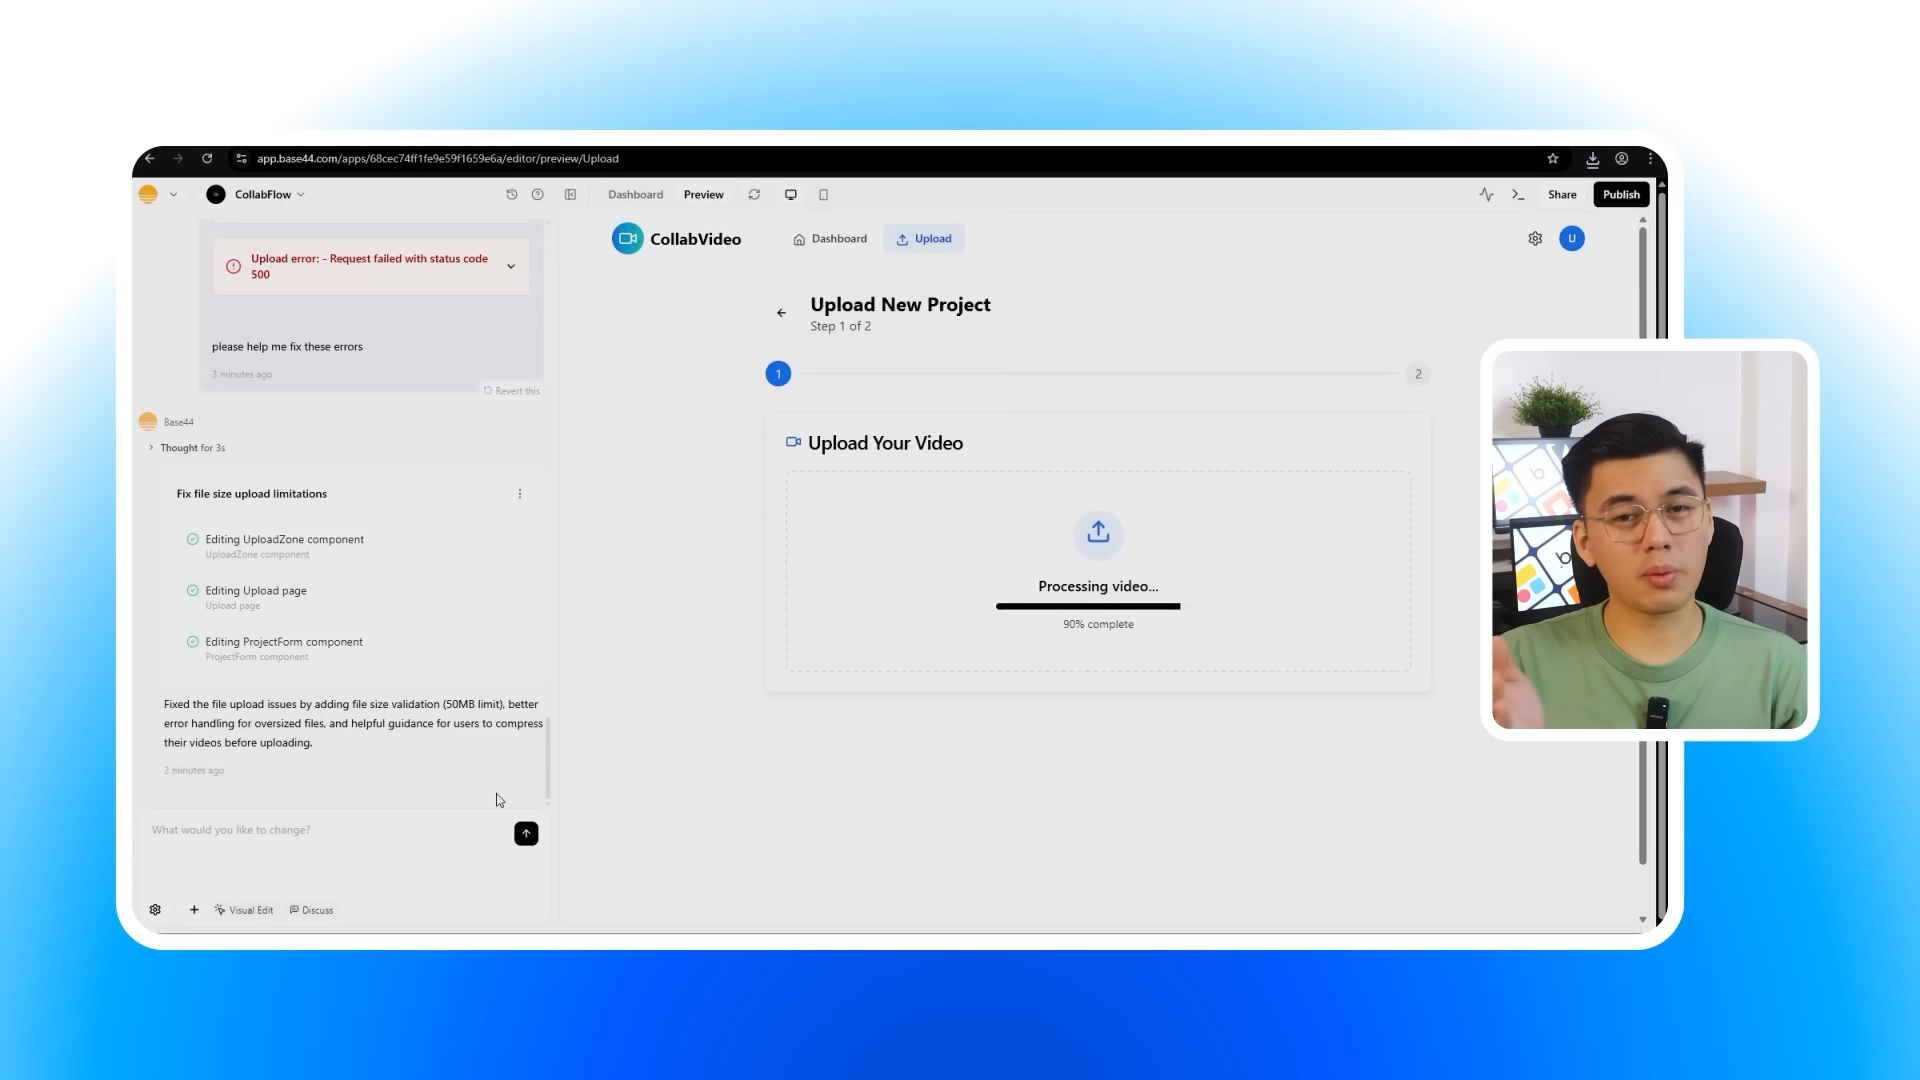 app.base44.com/apps/68cec74ff1fe9e59f1659e6a/editor/preview/Upload
CollabFlow
Dashboard
Preview
Share
Publish
Upload error: - Request failed with status code
500
please help me fix these errors
3 minutes ago
Revert this
Base44
Thought for 3s
Fix file size upload limitations
Editing UploadZone component
UploadZone component
Editing Upload page
Upload page
Editing ProjectForm component
ProjectForm component
Fixed the file upload issues by adding file size validation (50MB limit), better
error handling for oversized files, and helpful guidance for users to compress
their videos before uploading.
2 minutes ago
What would you like to change?
Visual Edit
Discuss
CollabVideo
Dashboard
Upload
U
Upload New Project
Step 1 of 2
1
2
Upload Your Video
Processing video...
90% complete
b
b